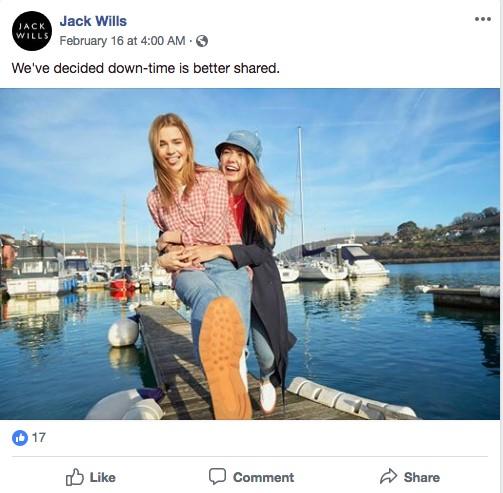 JACK
WILLS
Jack Wills
February 16 at 4:00 AM ·
We've decided down-time is better shared.
17
Like
Comment
Share